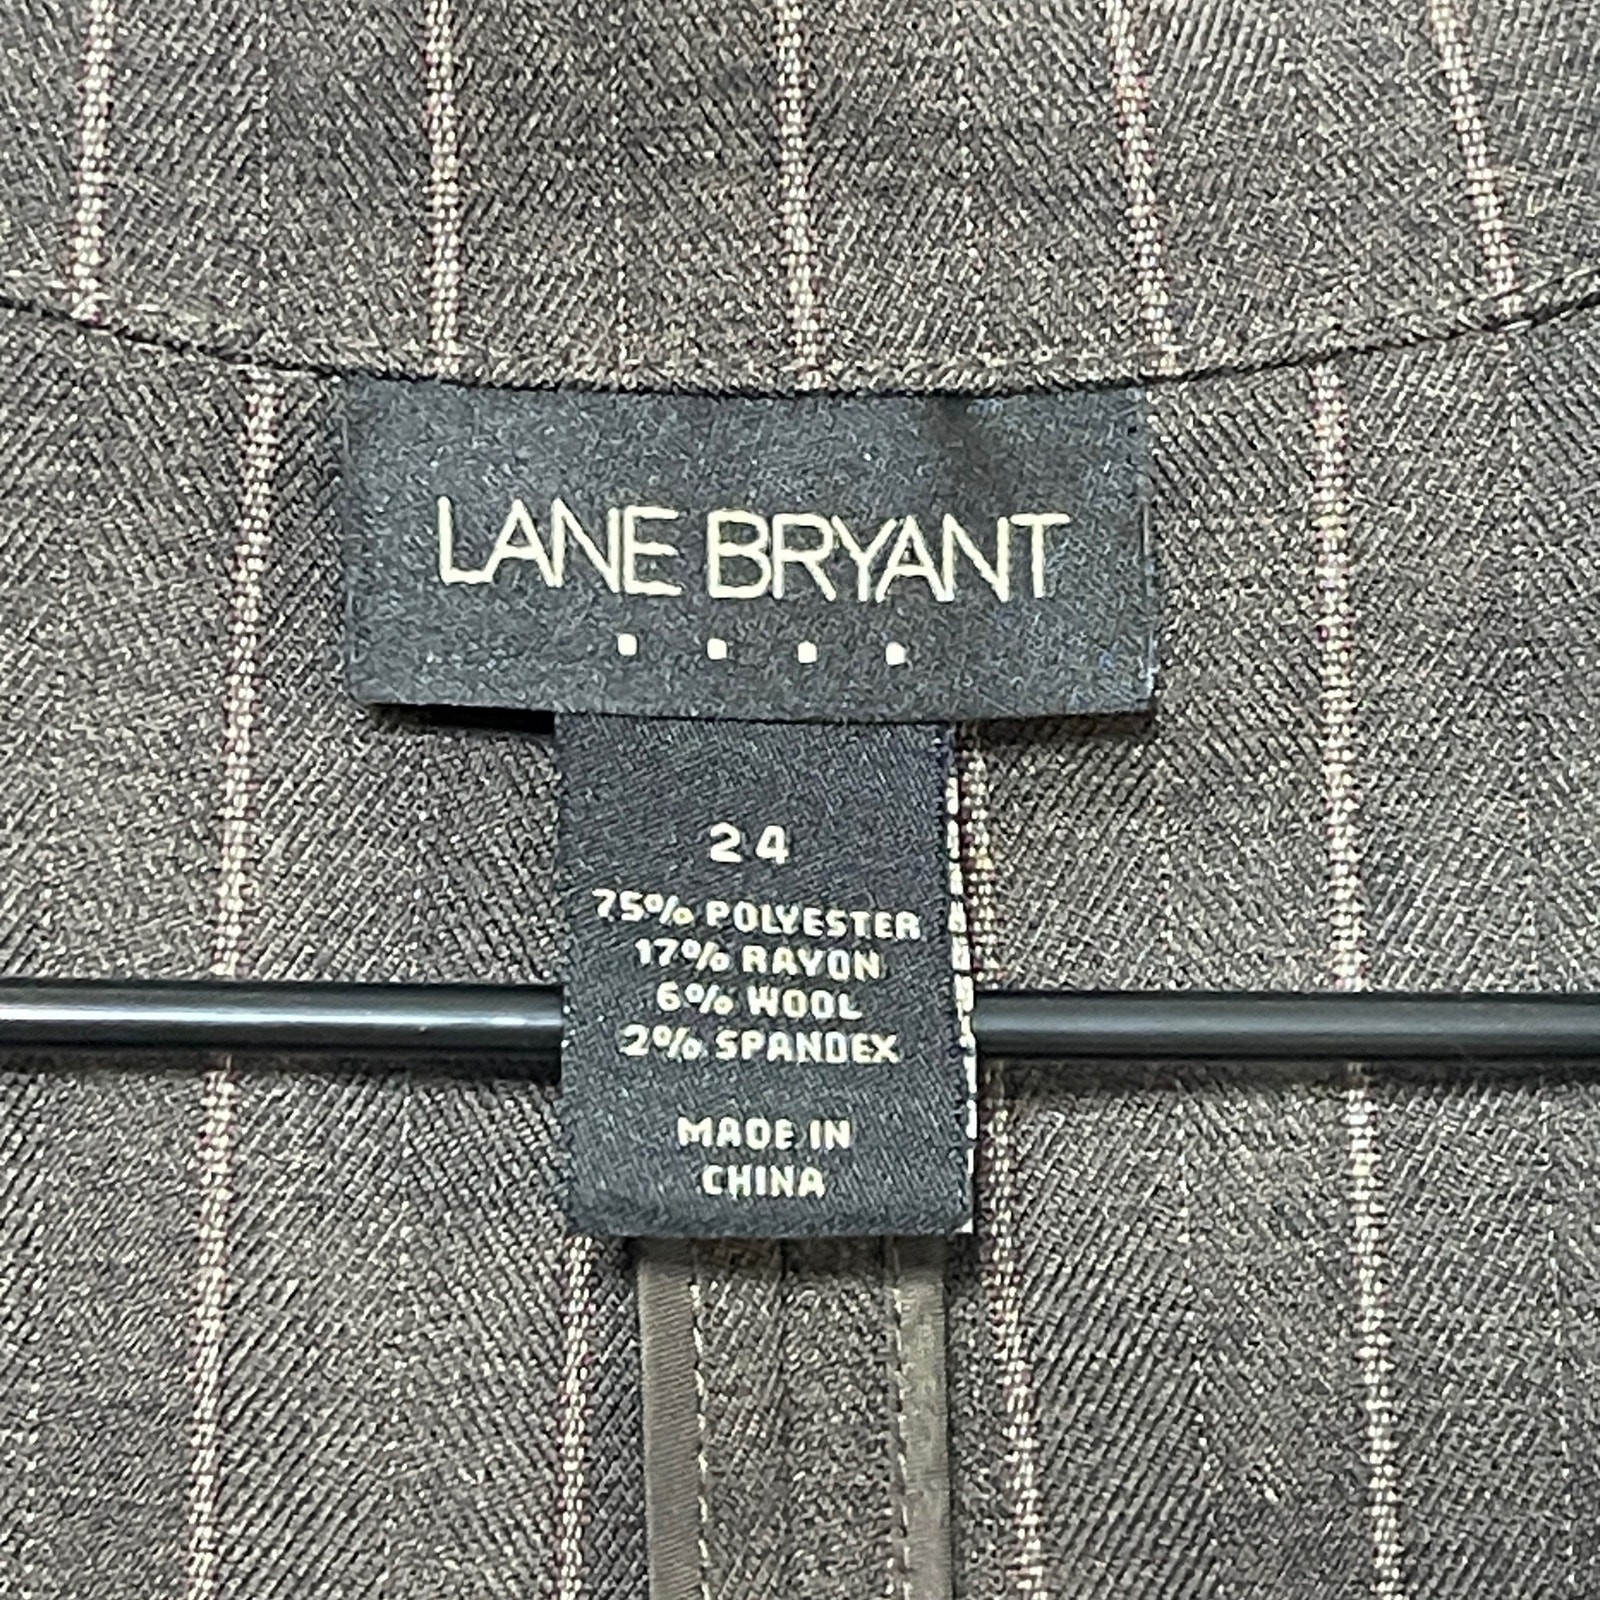 LANE BRYANT
24
75% POLYESTER
17% RAYON
6% WOOL
2% SPANDEX
MADE IN
CHINA